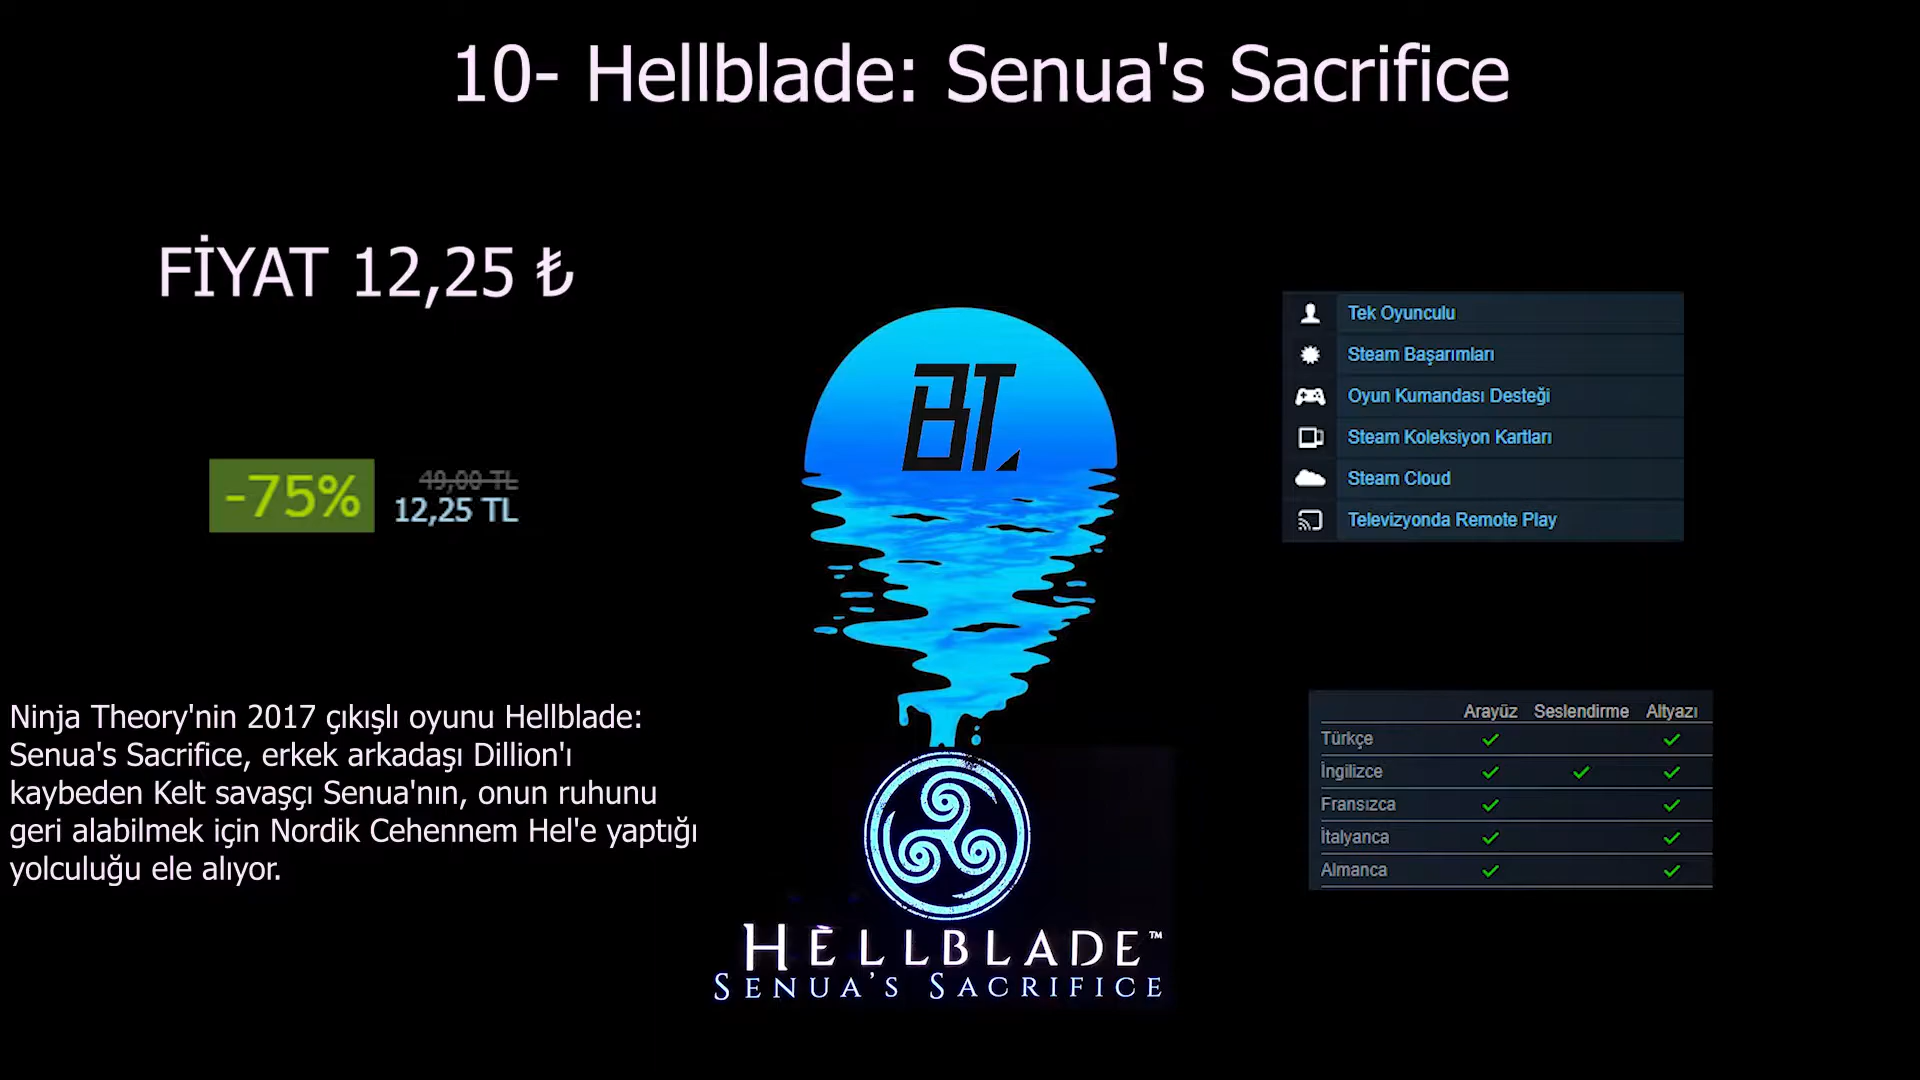 10- Hellblade: Senua's Sacrifice
FİYAT 12,25 ₺
-75%
49,00 TL
12,25 TL
Ninja Theory'nin 2017 çıkışlı oyunu Hellblade:
Senua's Sacrifice, erkek arkadaşı Dillion'ı
kaybeden Kelt savaşçı Senua'nın, onun ruhunu
geri alabilmek için Nordik Cehennem Hel'e yaptığı
yolculuğu ele alıyor.
BT
HELLBLADE™
SENUA'S SACRIFICE
Tek Oyunculu
Steam Başarımları
Oyun Kumandası Desteği
Steam Koleksiyon Kartları
Steam Cloud
Televizyonda Remote Play
Arayüz Seslendirme Altyazı
Türkçe ✓ ✓
İngilizce ✓ ✓ ✓
Fransızca ✓ ✓
İtalyanca ✓ ✓
Almanca ✓ ✓